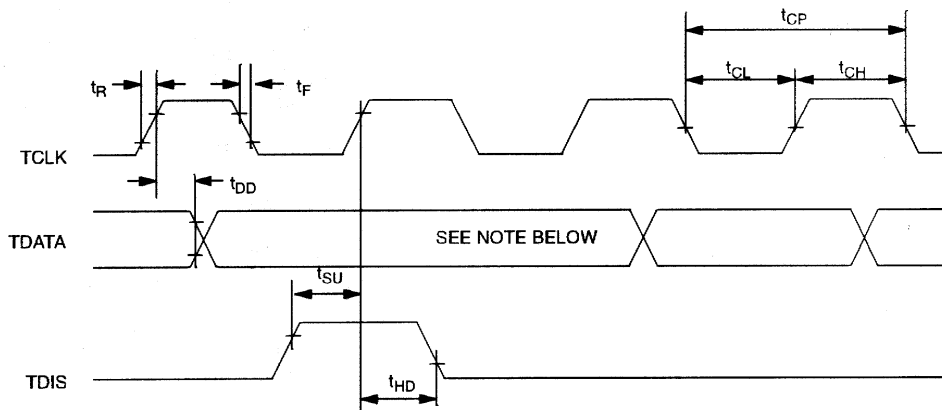 tCP
tCL
tCH
tR
tF
TCLK
tDD
TDATA
SEE NOTE BELOW
tSU
TDIS
tHD